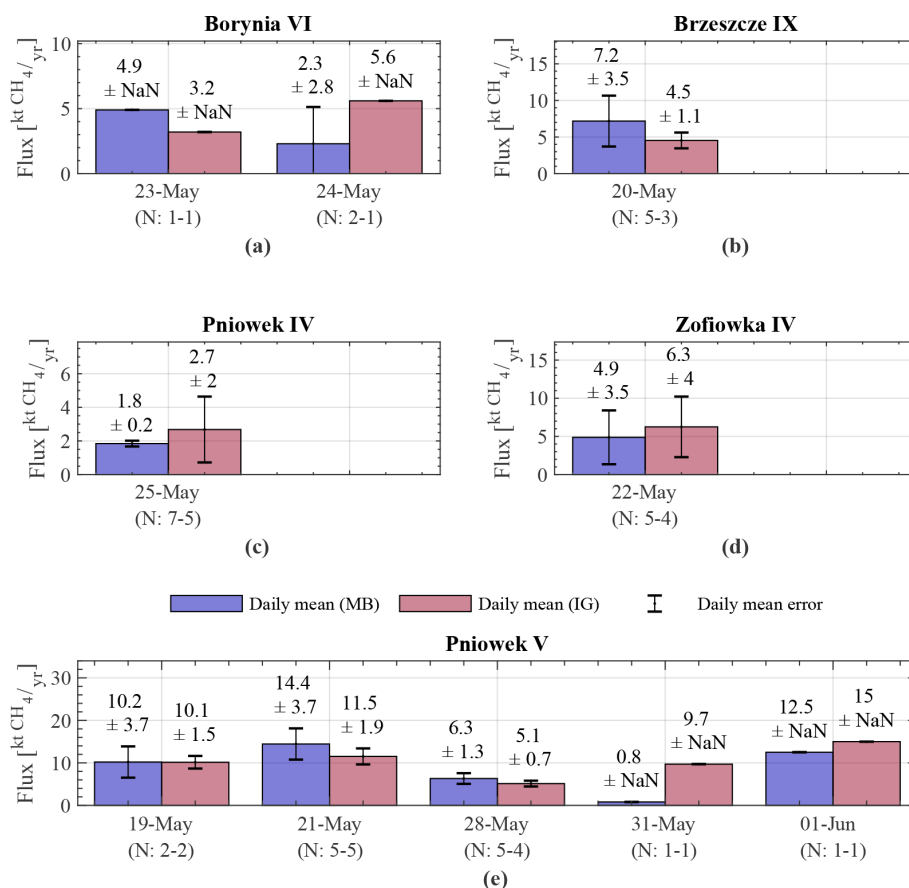 Borynia VI
Flux [kt CH4/yr]
10
5
0
4.9
± NaN
3.2
± NaN
2.3
± 2.8
5.6
± NaN
23-May
(N: 1-1)
24-May
(N: 2-1)
(a)
Brzeszcze IX
Flux [kt CH4/yr]
15
10
5
0
7.2
± 3.5
4.5
± 1.1
20-May
(N: 5-3)
(b)
Pniowek IV
Flux [kt CH4/yr]
6
4
2
0
1.8
± 0.2
2.7
± 2
25-May
(N: 7-5)
(c)
Zofiowka IV
Flux [kt CH4/yr]
15
10
5
0
4.9
± 3.5
6.3
± 4
22-May
(N: 5-4)
(d)
Daily mean (MB)
Daily mean (IG)
Daily mean error
Pniowek V
Flux [kt CH4/yr]
30
20
10
0
10.2
± 3.7
10.1
± 1.5
14.4
± 3.7
11.5
± 1.9
6.3
± 1.3
5.1
± 0.7
0.8
± NaN
9.7
± NaN
12.5
± NaN
15
± NaN
19-May
(N: 2-2)
21-May
(N: 5-5)
28-May
(N: 5-4)
31-May
(N: 1-1)
01-Jun
(N: 1-1)
(e)